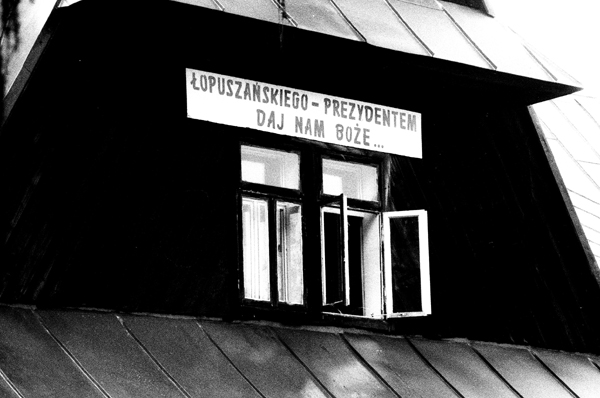 ŁOPUSZAŃSKIEGO - PREZYDENTEM
DAJ NAM BOŻE...